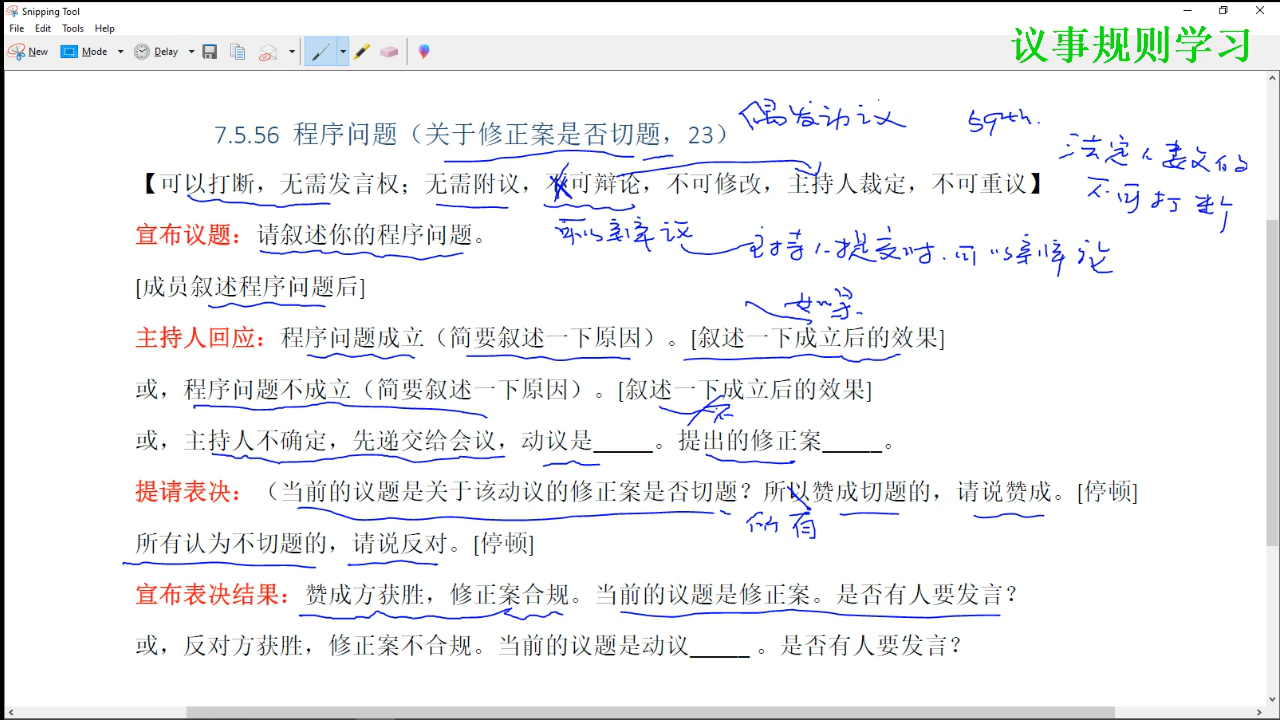 Snipping Tool
File Edit Tools Help
New Mode Delay
议事规则学习
偶发动议
59th.
7.5.56 程序问题（关于修正案是否切题，23）
法定人数的
不可打断
【可以打断，无需发言权；无需附议，不可辩论，不可修改，主持人裁定，不可重议】
可以
主持人提交时.可以辩论
宣布议题：请叙述你的程序问题。
[成员叙述程序问题后]
如果.
主持人回应：程序问题成立（简要叙述一下原因）。[叙述一下成立后的效果]
或，程序问题不成立（简要叙述一下原因）。[叙述一下成立后的效果]
不
或，主持人不确定，先递交给会议，动议是_____。提出的修正案_____。
提请表决：（当前的议题是关于该动议的修正案是否切题？所以赞成切题的，请说赞成。[停顿]
所有
所有认为不切题的，请说反对。[停顿]
宣布表决结果：赞成方获胜，修正案合规。当前的议题是修正案。是否有人要发言？
或，反对方获胜，修正案不合规。当前的议题是动议_____ 。是否有人要发言？